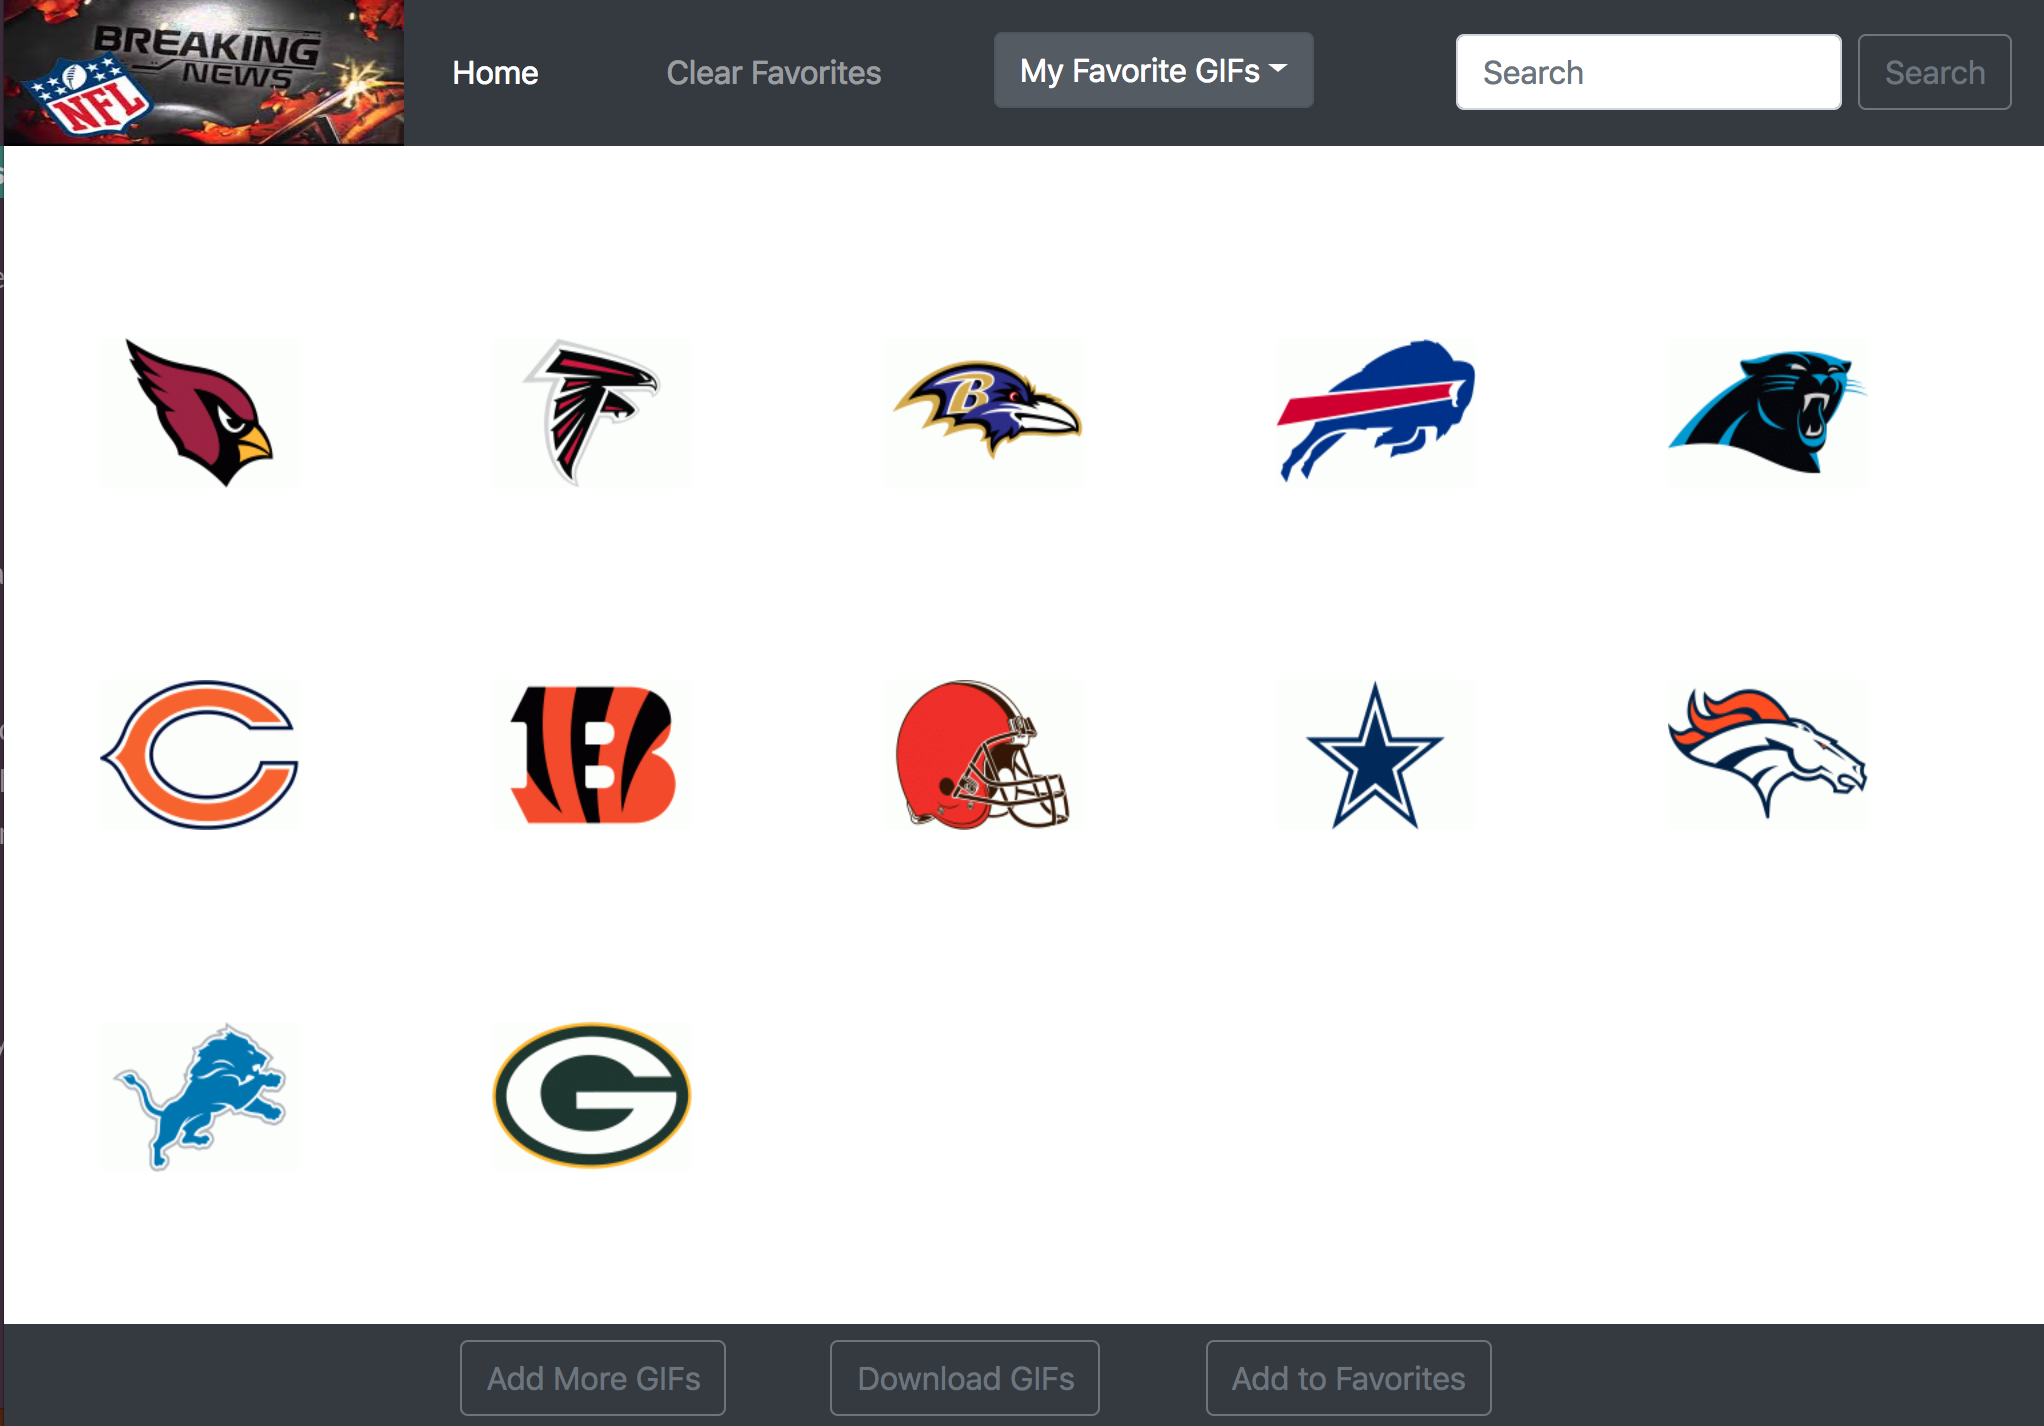 BREAKING
NEWS
NFL
Home
Clear Favorites
My Favorite GIFs
Search
Search
B
C
B
G
Add More GIFs
Download GIFs
Add to Favorites